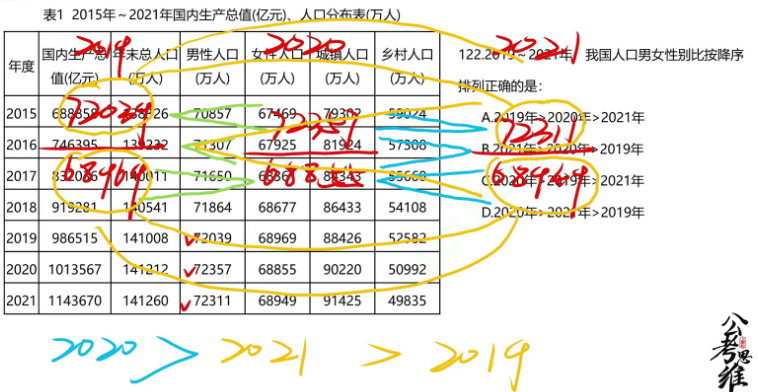 表1 2015年~2021年国内生产总值(亿元)、人口分布表(万人)
年度 国内生产总值(亿元) 年末总人口(万人) 男性人口(万人) 女性人口(万人) 城镇人口(万人) 乡村人口(万人)
2015 688858 70857 67469 79302 59024
2016 746395 139232 71307 67925 81924 57308
2017 832036 140011 71650 68361 84343 55668
2018 919281 140541 71864 68677 86433 54108
2019 986515 141008 72039 68969 88426 52582
2020 1013567 141212 72357 68855 90220 50992
2021 1143670 141260 72311 68949 91425 49835
122.2019~2021年,我国人口男女性别比按降序
排列正确的是:
A.2019年>2020年>2021年
B.2021年>2020年>2019年
C.2020年>2019年>2021年
D.2020年>2021年>2019年
2019 2020 2021
72039 72357 72311
68969 688 68949
2020 > 2021 > 2019
公考思维